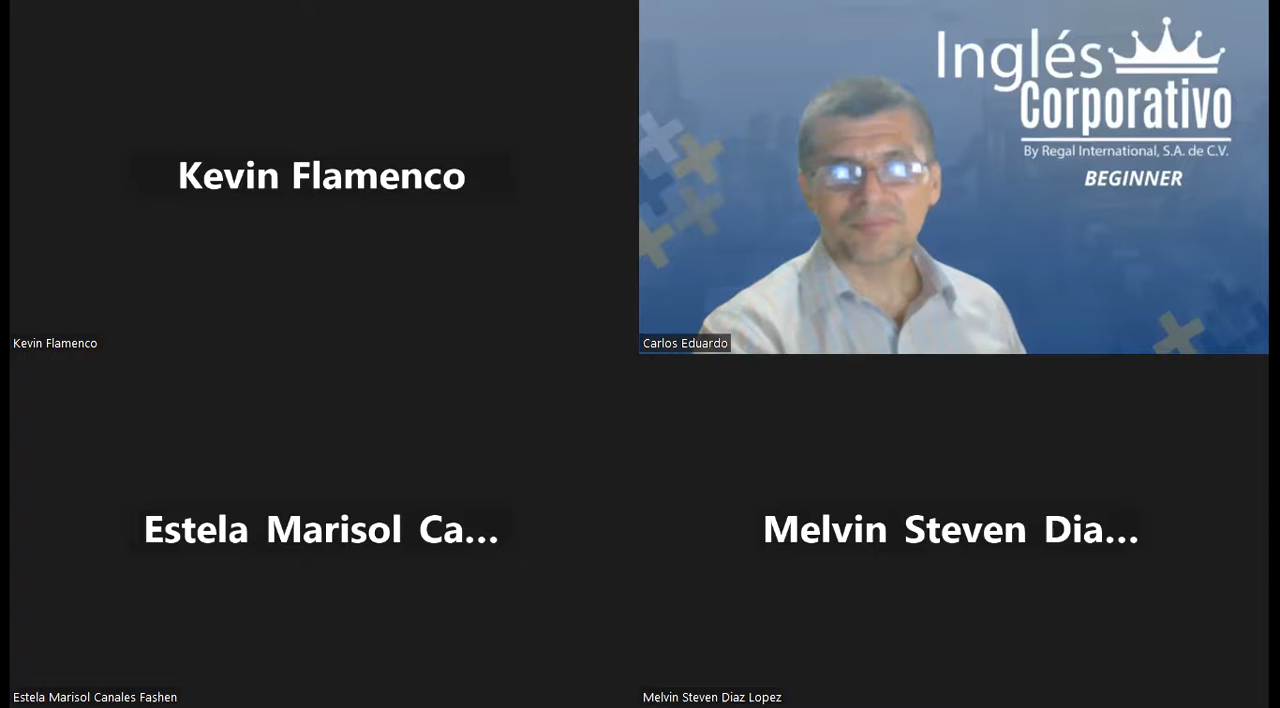 Kevin Flamenco
Kevin Flamenco
Inglés
Corporativo
By Regal International, S.A. de C.V.
BEGINNER
Carlos Eduardo
Estela Marisol Ca...
Estela Marisol Canales Fashen
Melvin Steven Dia...
Melvin Steven Diaz Lopez